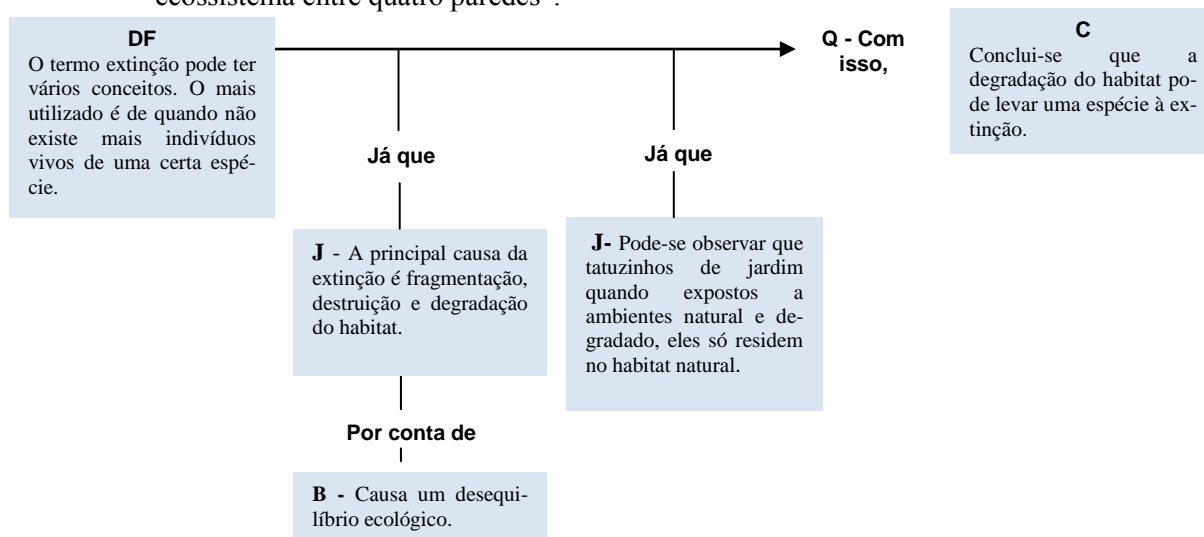 ecossistema entre quatro paredes".
DF
O termo extinção pode ter
vários conceitos. O mais
utilizado é de quando não
existe mais indivíduos
vivos de uma certa espé-
cie.
Q - Com
isso,
C
Conclui-se que a
degradação do habitat po-
de levar uma espécie à ex-
tinção.
Já que
Já que
J - A principal causa da
extinção é fragmentação,
destruição e degradação
do habitat.
J- Pode-se observar que
tatuzinhos de jardim
quando expostos a
ambientes natural e de-
gradado, eles só residem
no habitat natural.
Por conta de
B - Causa um desequi-
líbrio ecológico.